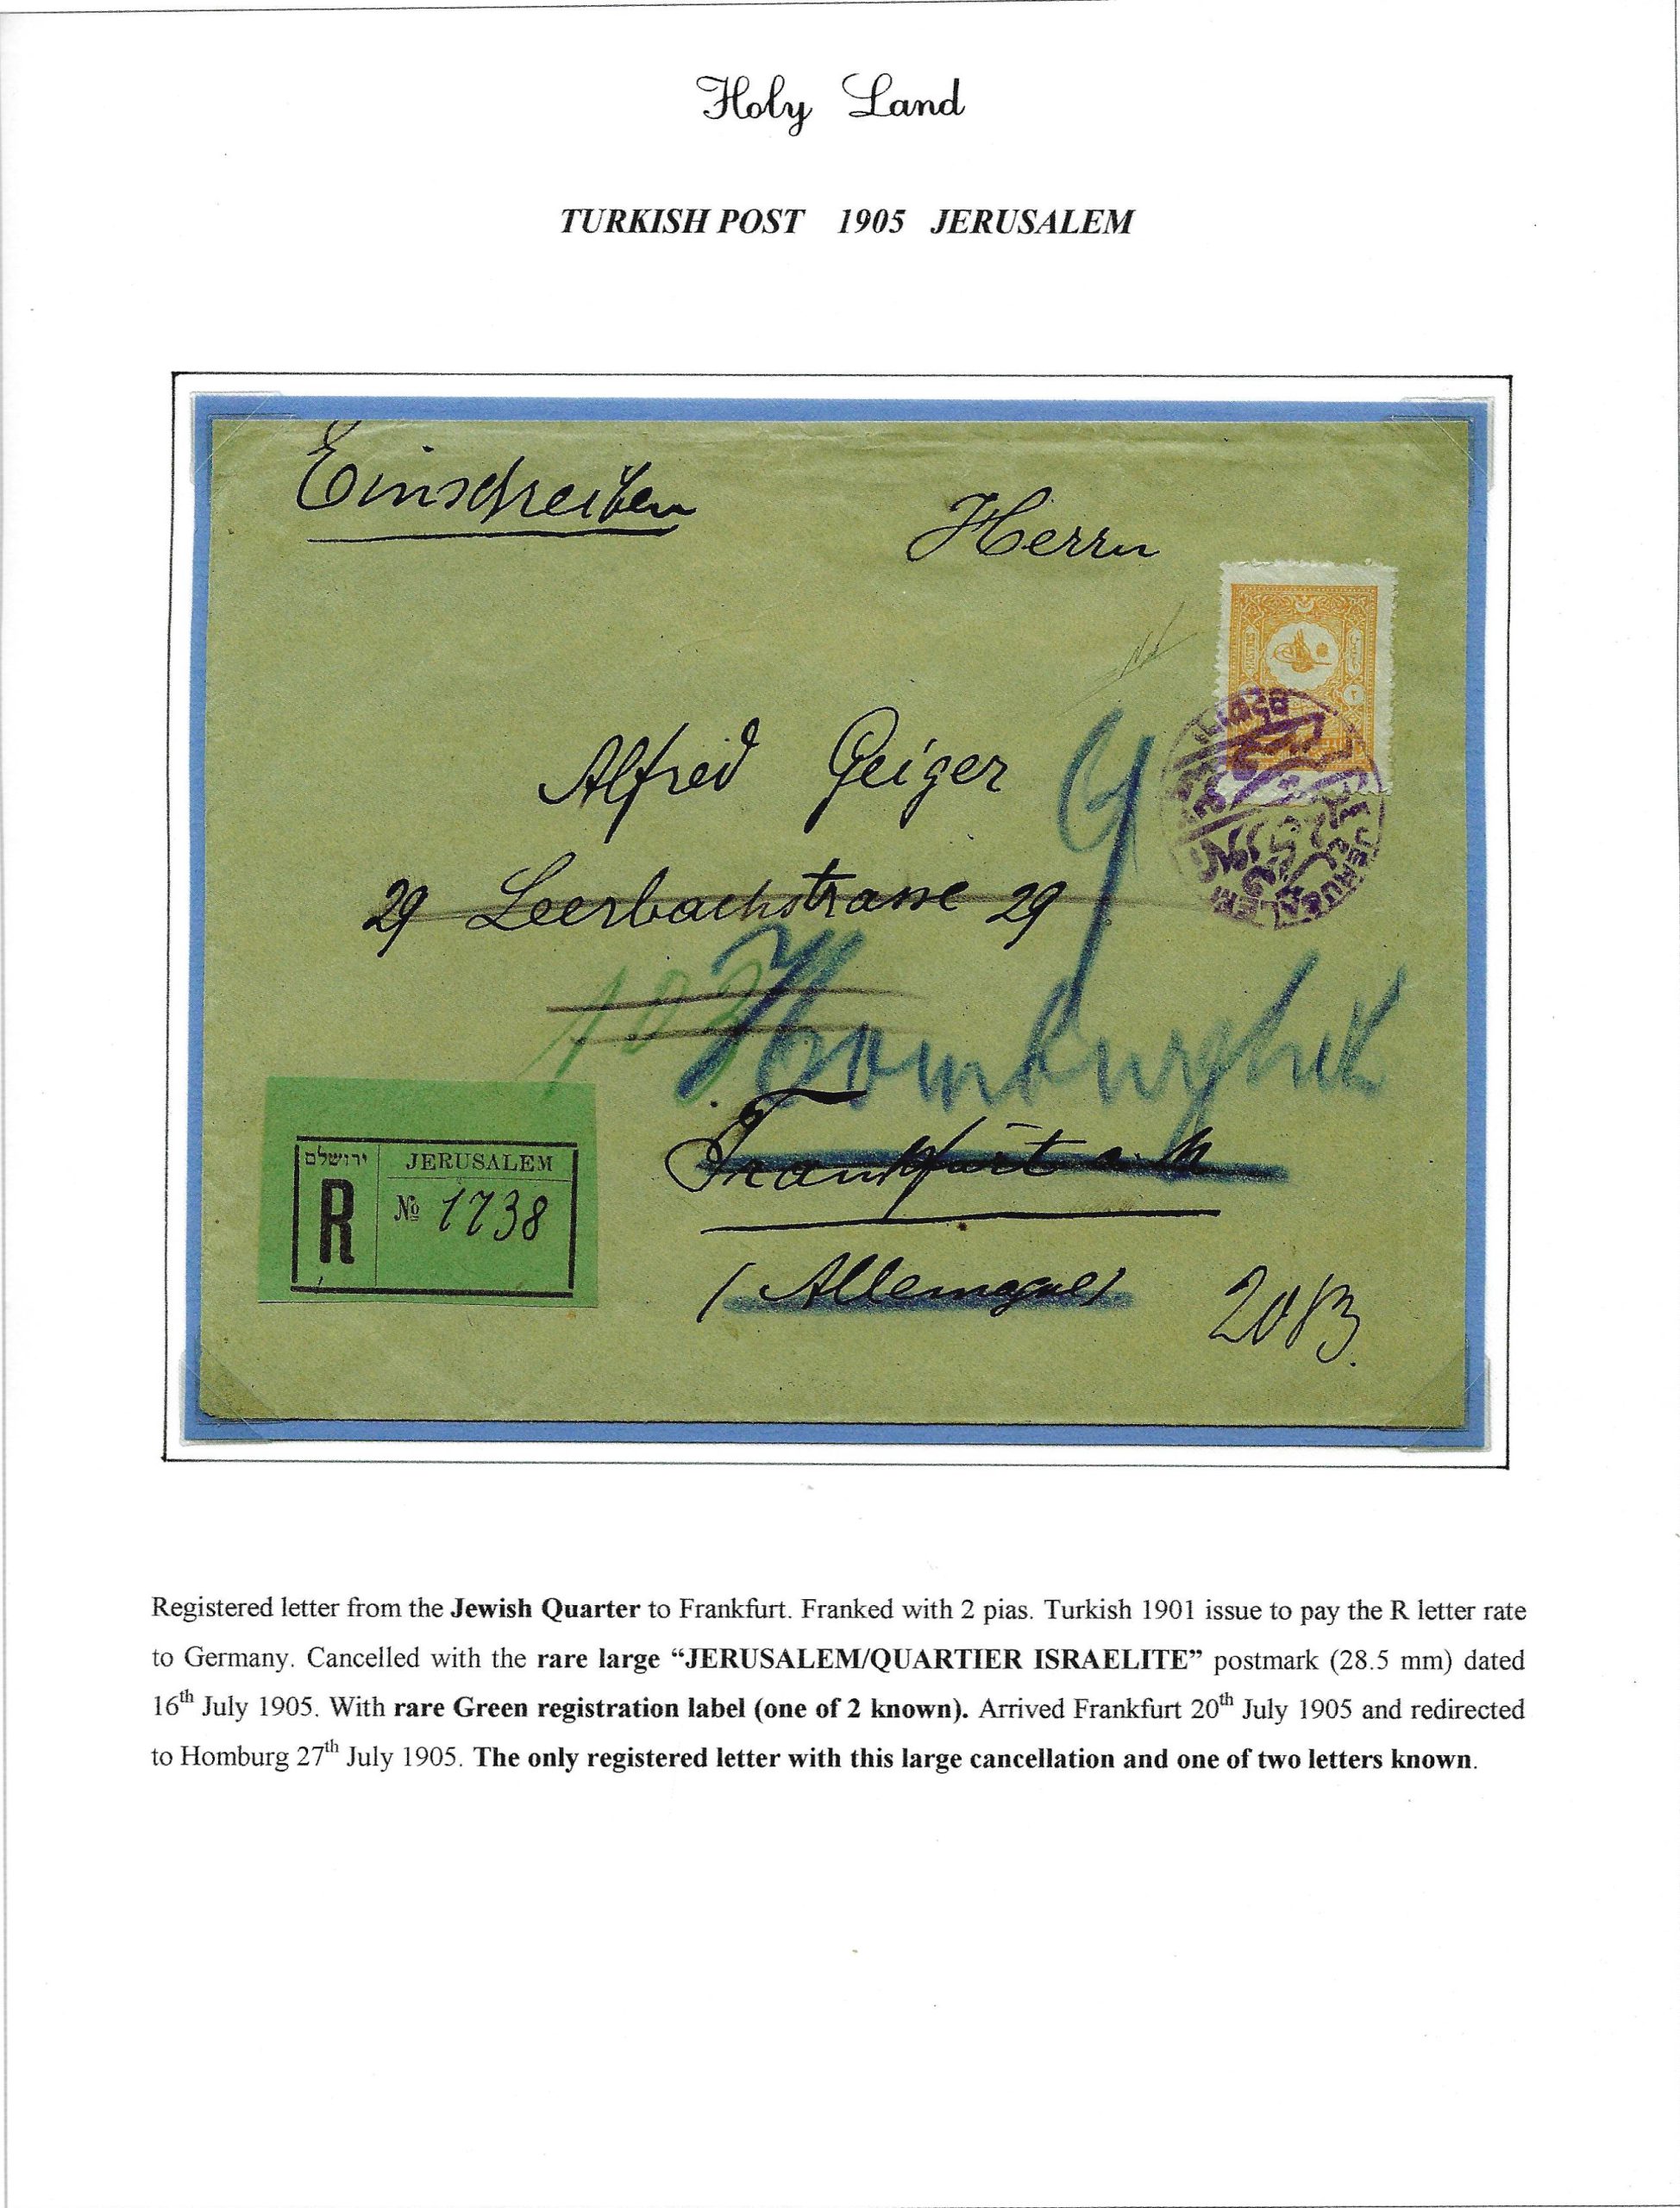 Holy Land
TURKISH POST 1905 JERUSALEM
Einschreiben
Herrn
Alfred Geiger
29 Leerbachstrasse 29
103
Frankfurt a. M
(Allemagne)
2013.
ירושלם
JERUSALEM
R
No 1738
JERUSALEM
Registered letter from the Jewish Quarter to Frankfurt. Franked with 2 pias. Turkish 1901 issue to pay the R letter rate
to Germany. Cancelled with the rare large “JERUSALEM/QUARTIER ISRAELITE” postmark (28.5 mm) dated
16th July 1905. With rare Green registration label (one of 2 known). Arrived Frankfurt 20th July 1905 and redirected
to Homburg 27th July 1905. The only registered letter with this large cancellation and one of two letters known.